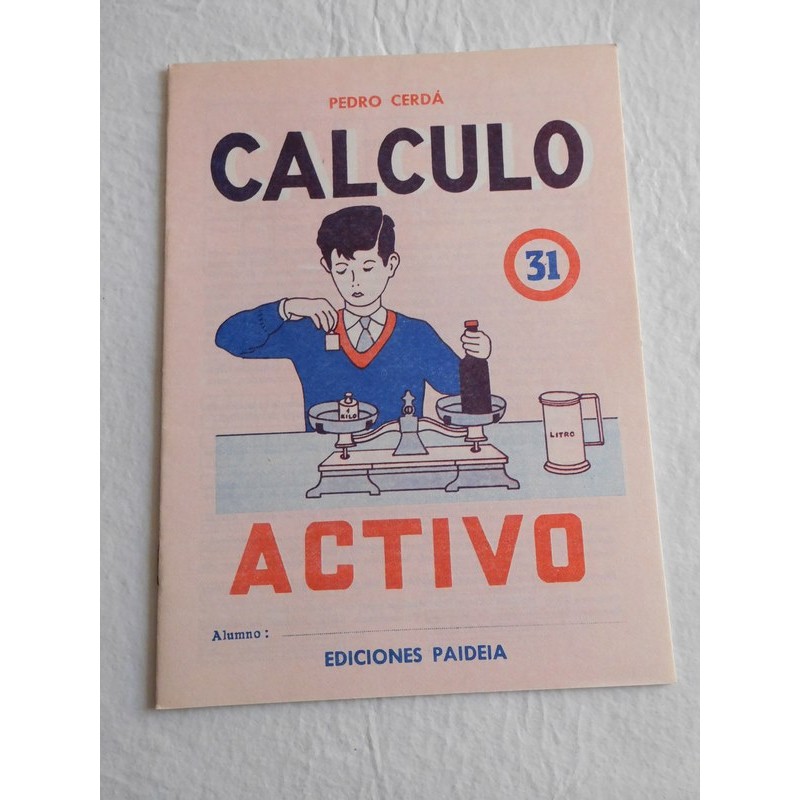 PEDRO CERDÁ
CALCULO
31
1
KILO
LITRO
ACTIVO
Alumno:
EDICIONES PAIDEIA